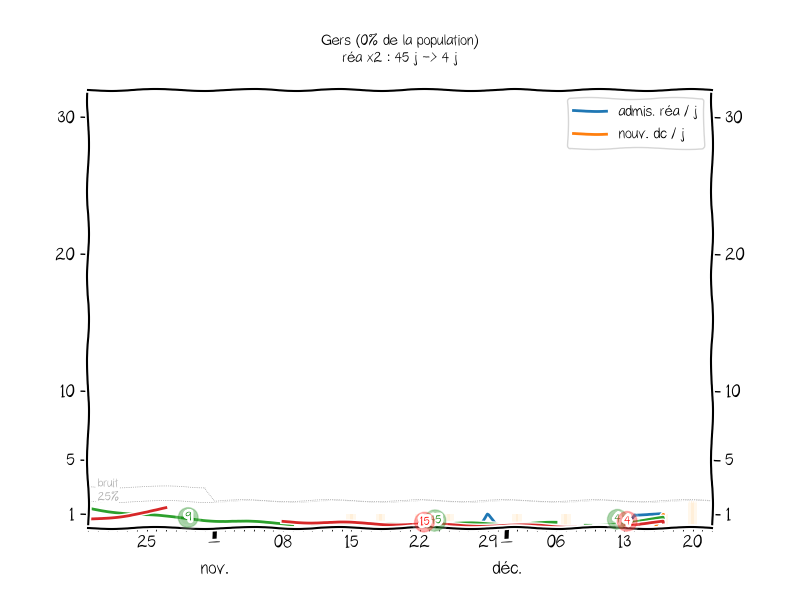 Gers (0% de la population)
réa x2 : 45 j -> 4 j
admis. réa / j
nouv. dc / j
30 30
20 20
10 10
5 5
bruit
25%
1 1
9 15 5 4
25 08 15 22 29 06 13 20
nov. déc.